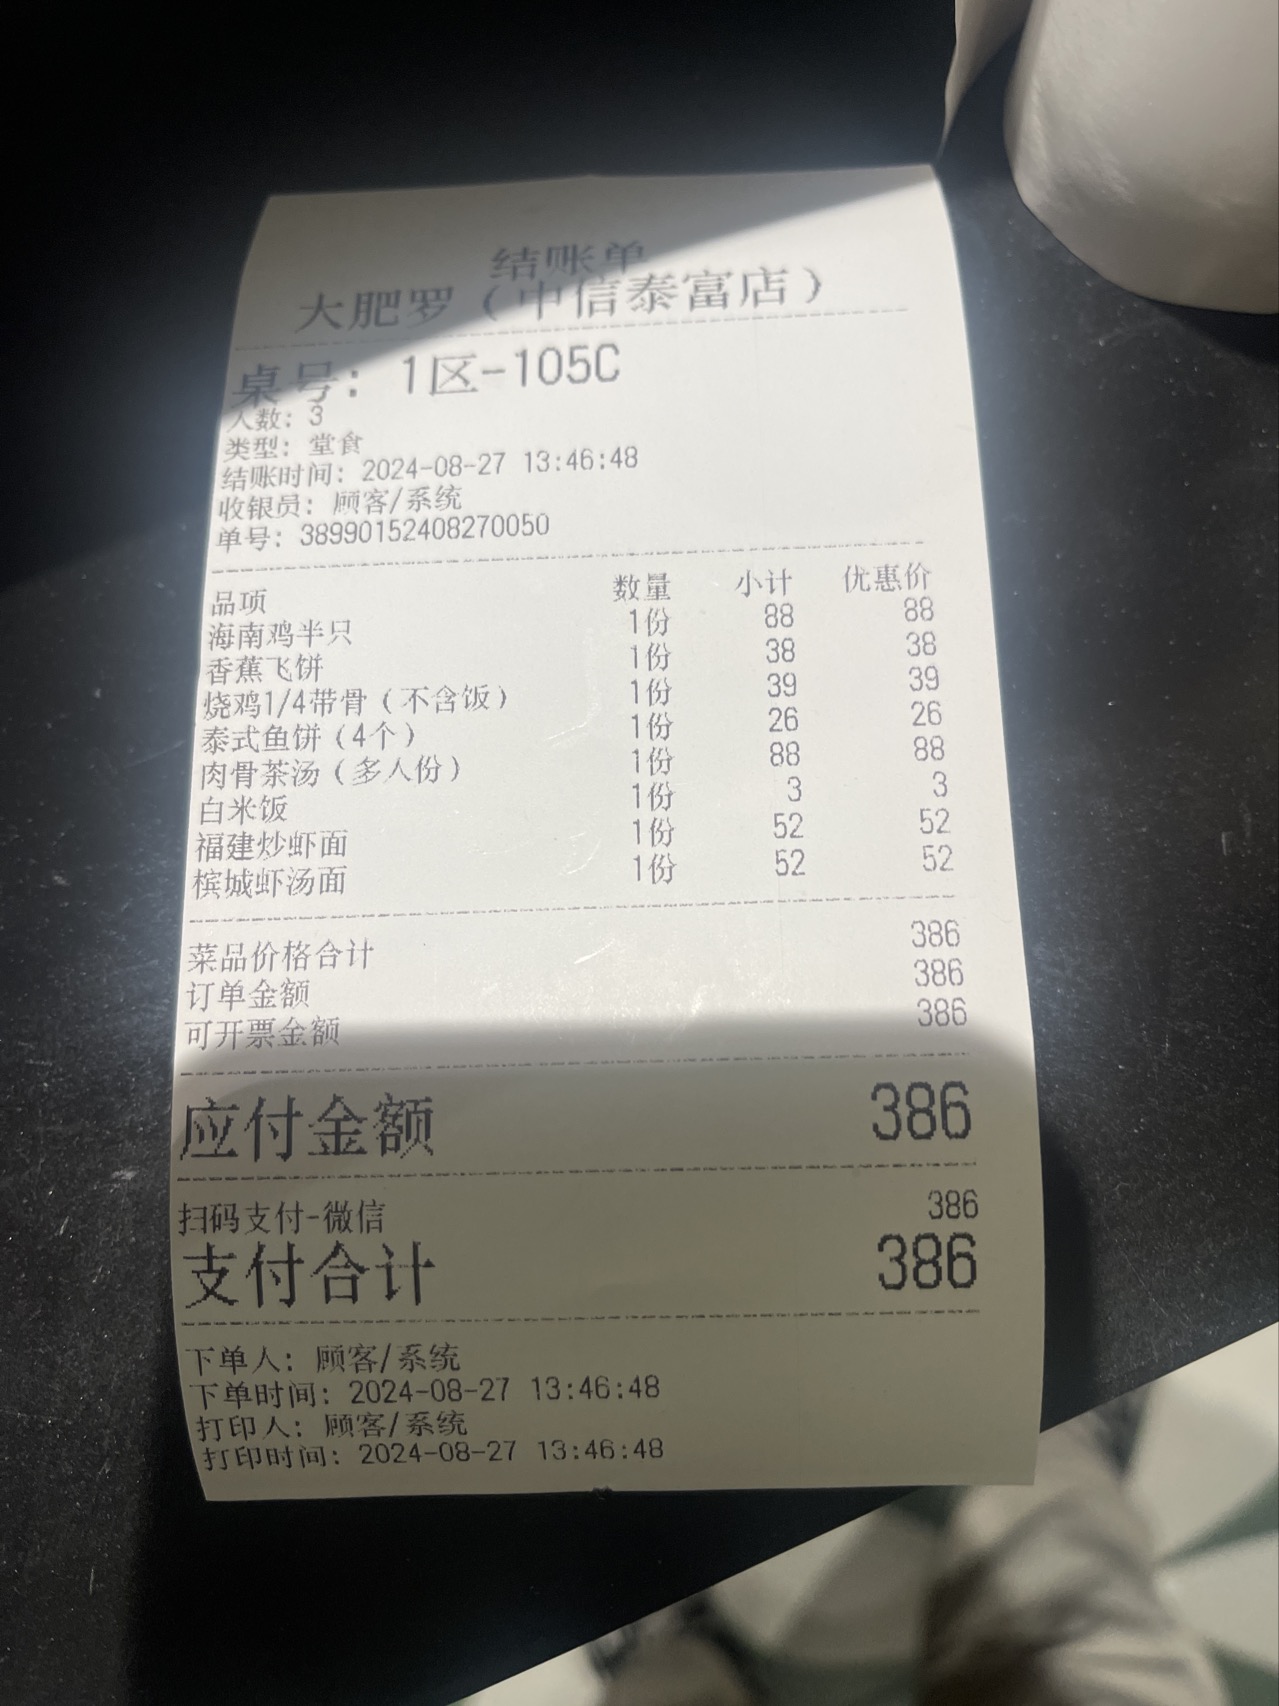 结账单
大肥罗（中信泰富店）
桌号：1区-105C
人数：3
类型：堂食
结账时间：2024-08-27 13:46:48
收银员：顾客/系统
单号：38990152408270050
品项 数量 小计 优惠价
海南鸡半只 1份 88 88
香蕉飞饼 1份 38 38
烧鸡1/4带骨（不含饭） 1份 39 39
泰式鱼饼（4个） 1份 26 26
肉骨茶汤（多人份） 1份 88 88
白米饭 1份 3 3
福建炒虾面 1份 52 52
槟城虾汤面 1份 52 52
菜品价格合计 386
订单金额 386
可开票金额 386
应付金额 386
扫码支付-微信 386
支付合计 386
下单人：顾客/系统
下单时间：2024-08-27 13:46:48
打印人：顾客/系统
打印时间：2024-08-27 13:46:48